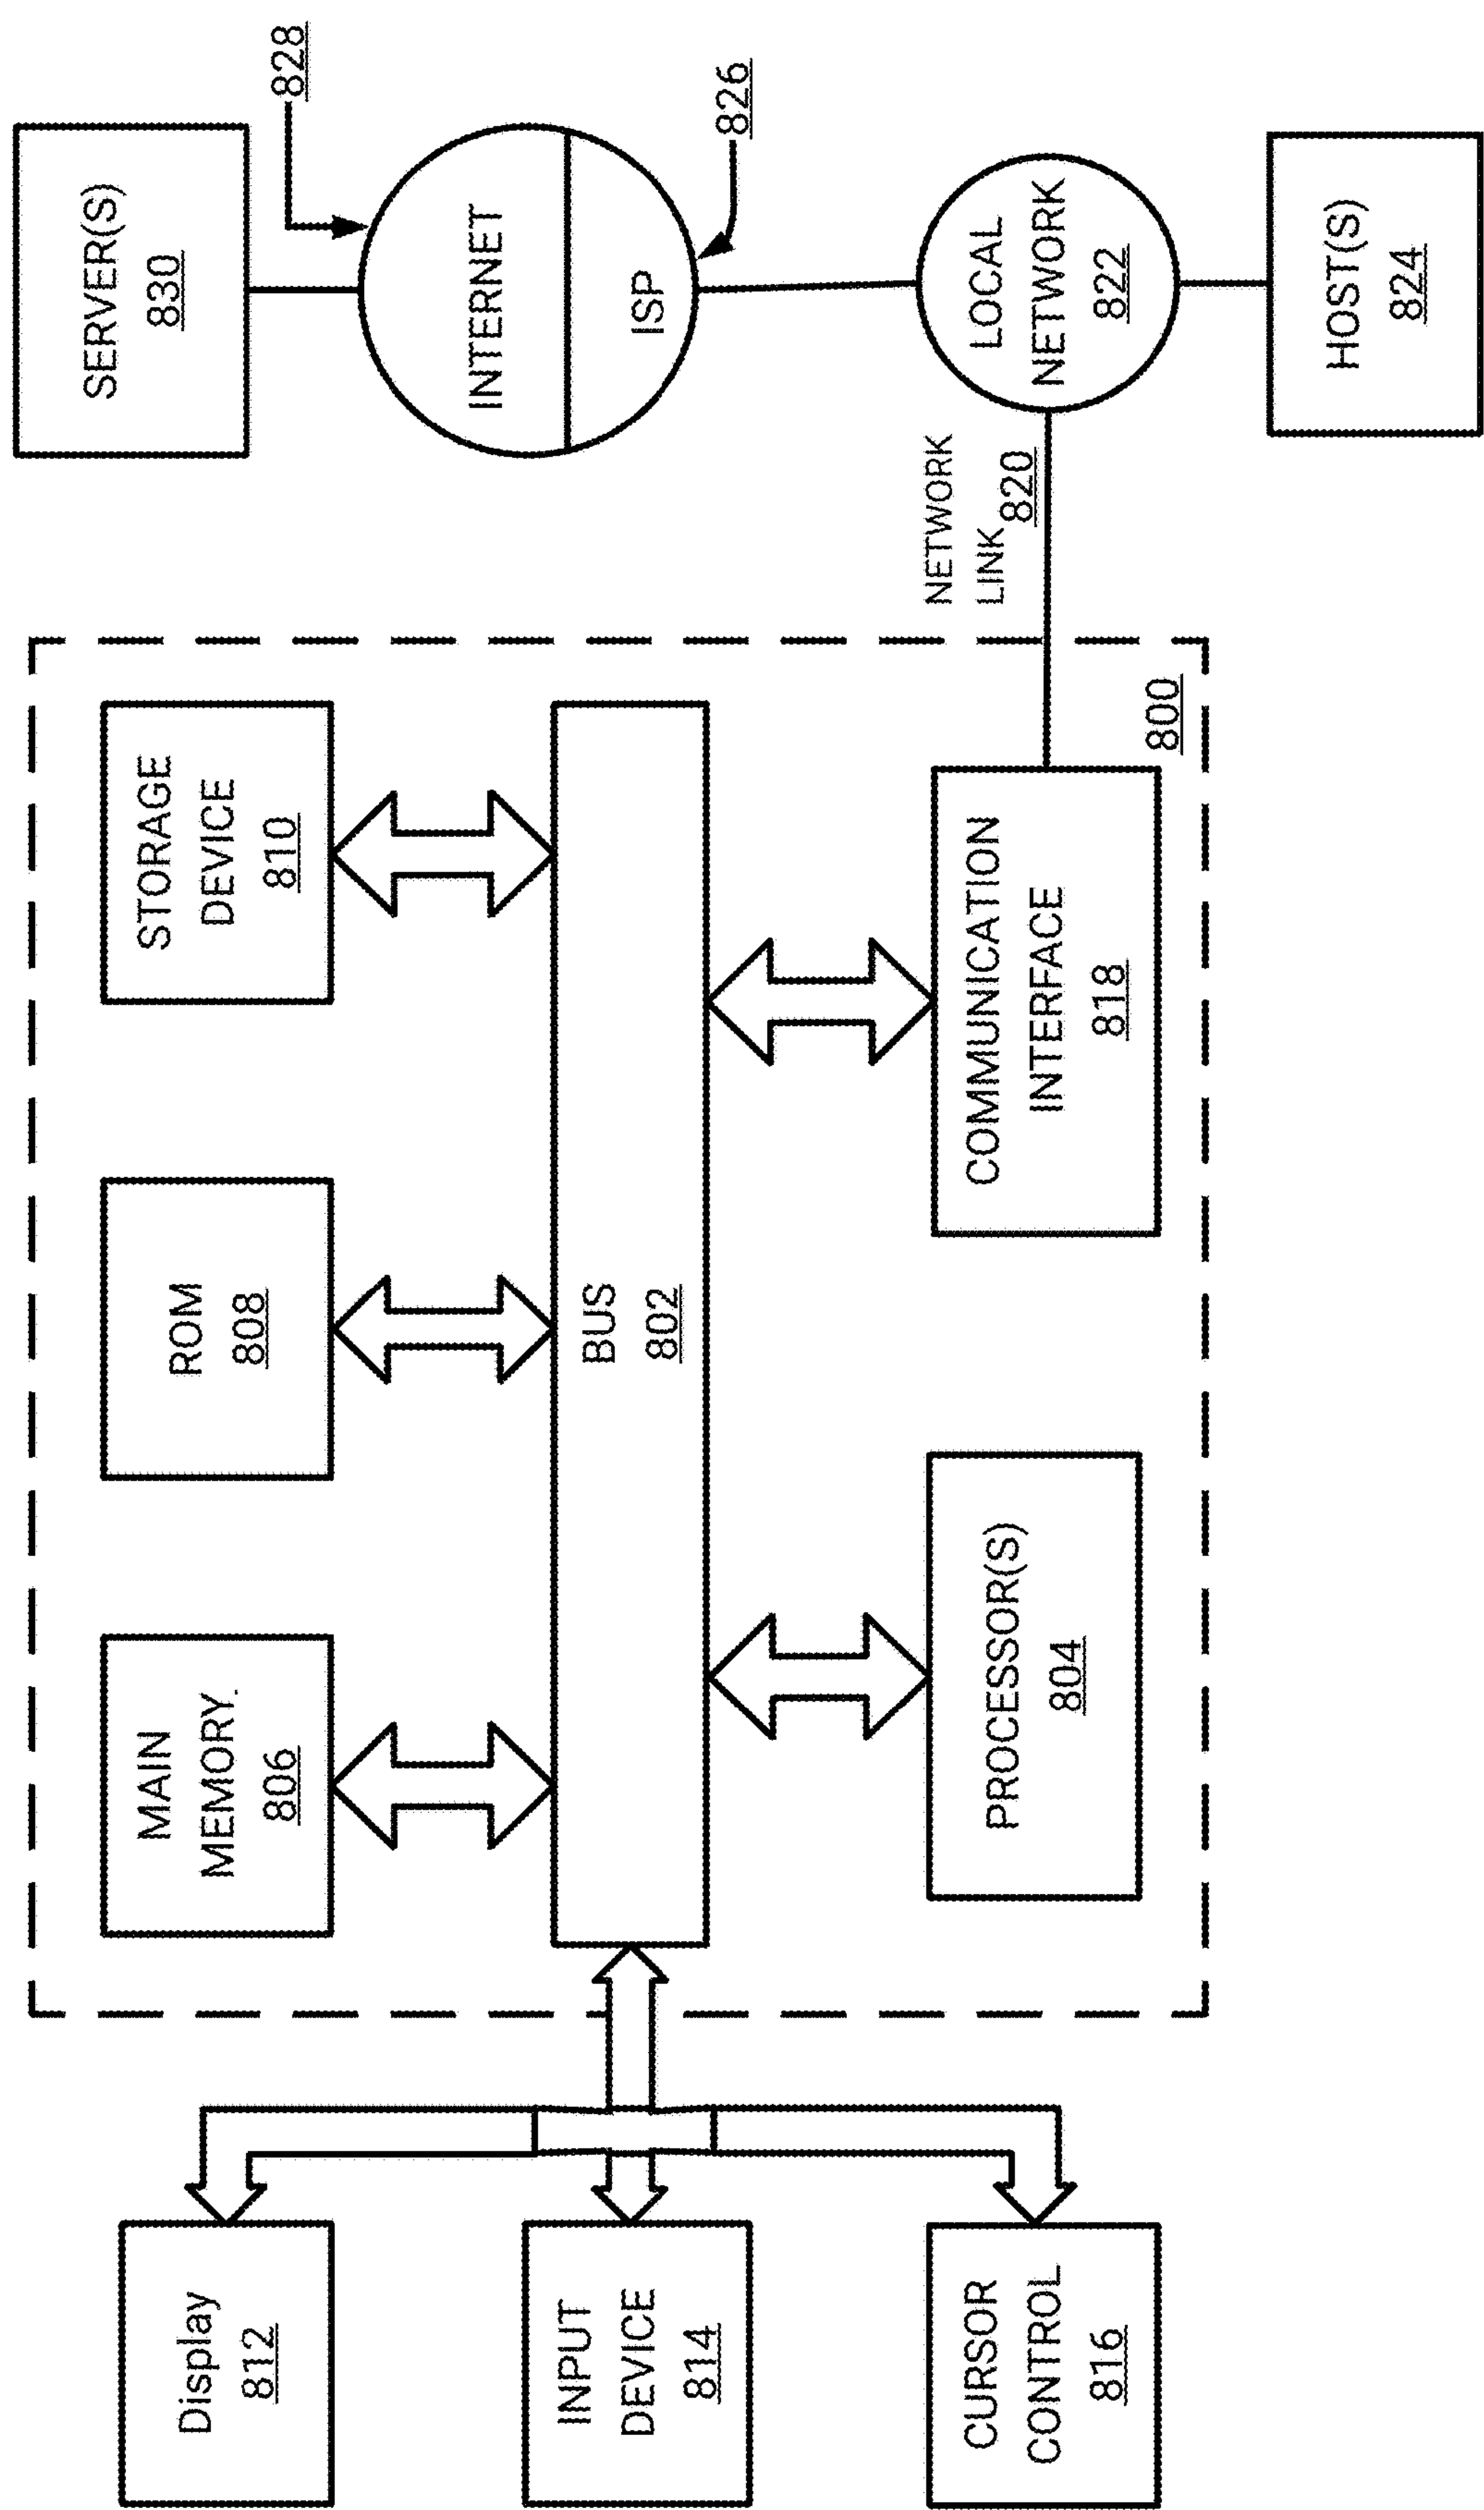 Display
812
INPUT
DEVICE
814
CURSOR
CONTROL
816
MAIN
MEMORY.
806
ROM
808
STORAGE
DEVICE
810
BUS
802
PROCESSOR(S)
804
COMMUNICATION
INTERFACE
818
800
NETWORK
LINK
820
SERVER(S)
830
828
INTERNET
ISP
826
LOCAL
NETWORK
822
HOST(S)
824